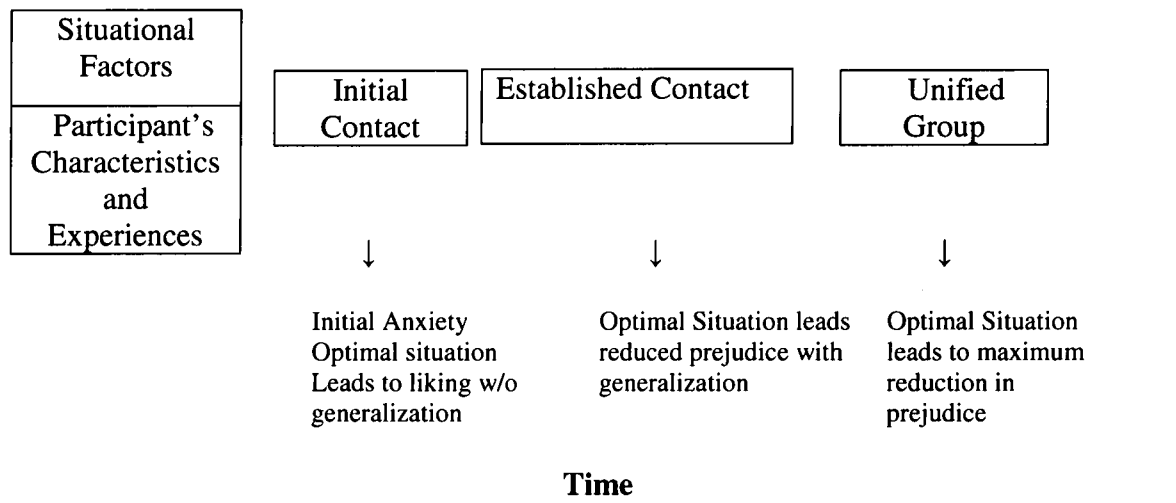 Situational
Factors
Participant's
Characteristics
and
Experiences
Initial
Contact
Established Contact
Unified
Group
↓
↓
↓
Initial Anxiety
Optimal situation
Leads to liking w/o
generalization
Optimal Situation leads
reduced prejudice with
generalization
Optimal Situation
leads to maximum
reduction in
prejudice
Time